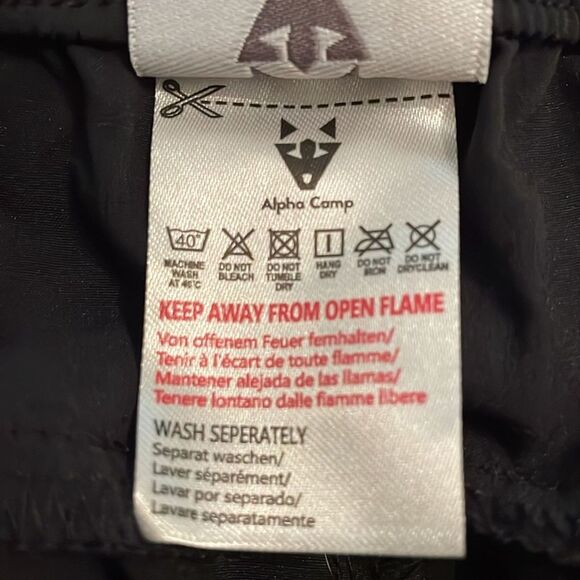 Alpha Camp
40°
MACHINE WASH AT 40°C
DO NOT BLEACH
DO NOT TUMBLE DRY
HANG DRY
DO NOT IRON
DO NOT DRYCLEAN
KEEP AWAY FROM OPEN FLAME
Von offenem Feuer fernhalten/
Tenir à l'écart de toute flamme/
Mantener alejada de las llamas/
Tenere lontano dalle fiamme libere
WASH SEPERATELY
Separat waschen/
Laver séparément/
Lavar por separado/
Lavare separatamente